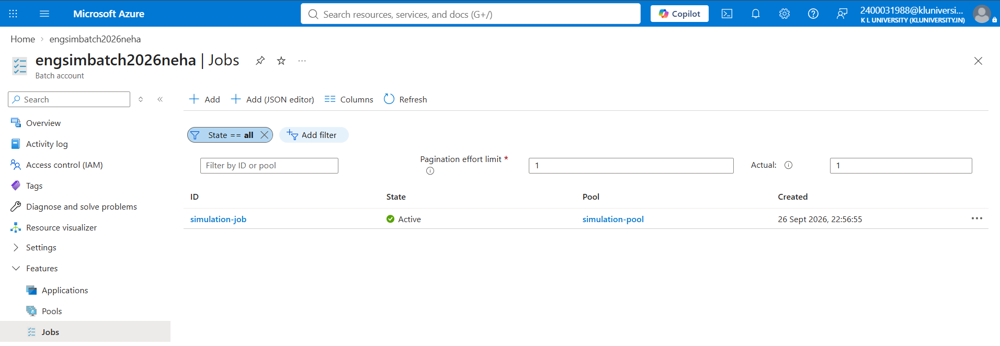 Microsoft Azure
Search resources, services, and docs (G+/)
Copilot
2400031988@kluniversi...
K L UNIVERSITY (KLUNIVERSITY.IN)
Home > engsimbatch2026neha
engsimbatch2026neha | Jobs
Batch account
Search
Overview
Activity log
Access control (IAM)
Tags
Diagnose and solve problems
Resource visualizer
Settings
Features
Applications
Pools
Jobs
Add Add (JSON editor) Columns Refresh
State == all Add filter
Filter by ID or pool
Pagination effort limit *
1
Actual:
1
ID State Pool Created
simulation-job Active simulation-pool 26 Sept 2026, 22:56:55